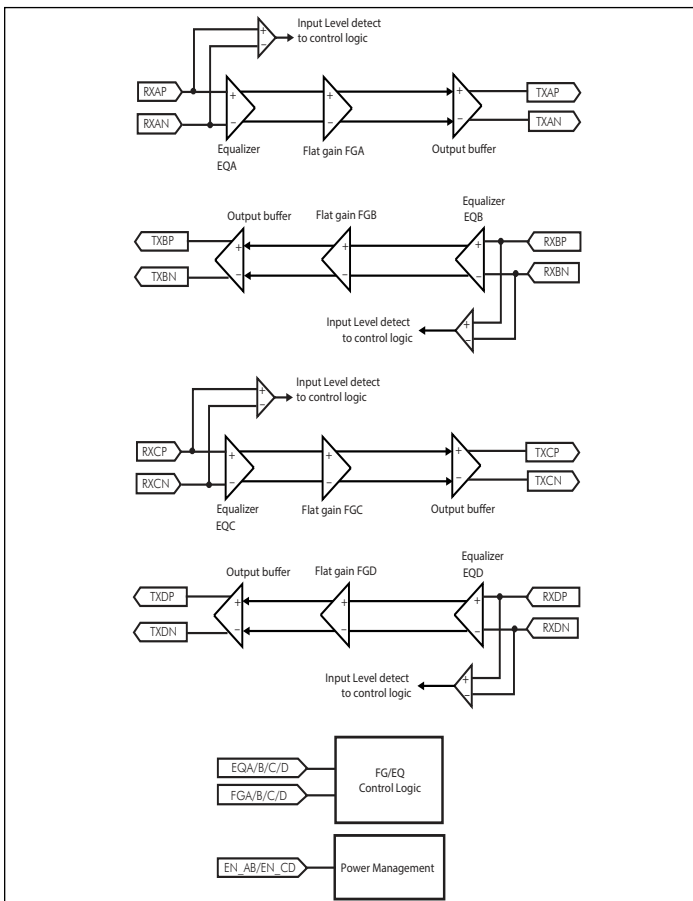 Input Level detect
to control logic
+
−
RXAP
+
+
+
TXAP
RXAN
−
−
−
TXAN
Equalizer
EQA
Flat gain FGA
Output buffer
Equalizer
EQB
Output buffer
Flat gain FGB
TXBP
+
+
+
RXBP
TXBN
−
−
−
RXBN
Input Level detect
to control logic
+
−
Input Level detect
to control logic
+
−
RXCP
+
+
+
TXCP
RXCN
−
−
−
TXCN
Equalizer
EQC
Flat gain FGC
Output buffer
Equalizer
EQD
Output buffer
Flat gain FGD
TXDP
+
+
+
RXDP
TXDN
−
−
−
RXDN
Input Level detect
to control logic
+
−
EQA/B/C/D
FGA/B/C/D
FG/EQ
Control Logic
EN_AB/EN_CD
Power Management